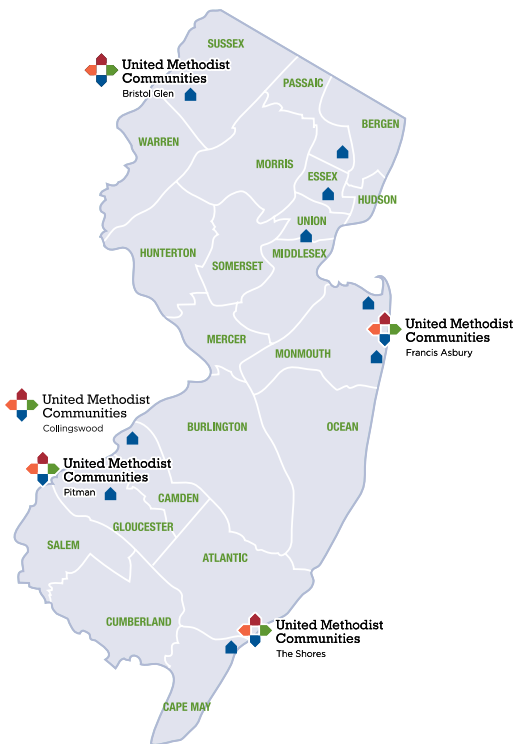 SUSSEX
United Methodist
Communities
Bristol Glen
PASSAIC
BERGEN
WARREN
MORRIS
ESSEX
HUDSON
UNION
MIDDLESEX
HUNTERTON
SOMERSET
MERCER
MONMOUTH
United Methodist
Communities
Francis Asbury
United Methodist
Communities
Collingswood
BURLINGTON
OCEAN
United Methodist
Communities
Pitman
CAMDEN
GLOUCESTER
SALEM
ATLANTIC
CUMBERLAND
United Methodist
Communities
The Shores
CAPE MAY